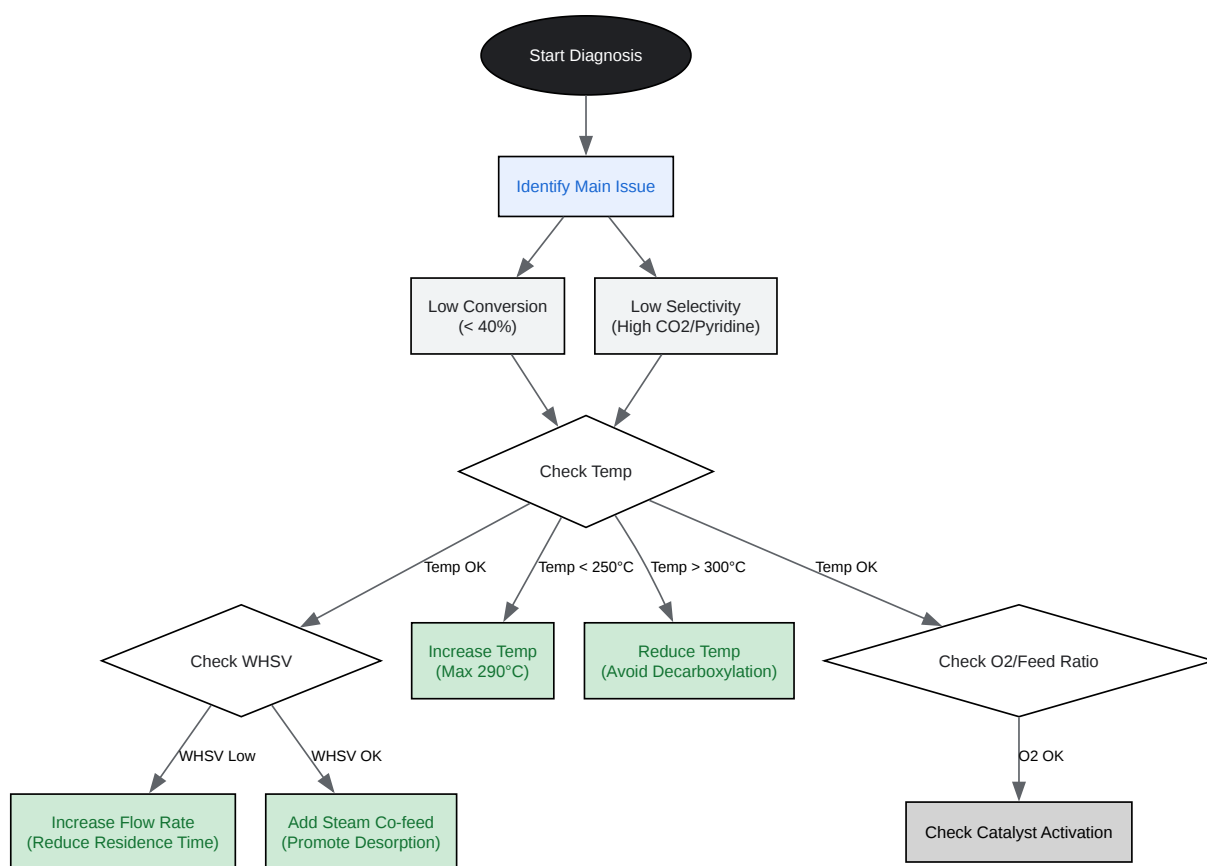 Start Diagnosis
Identify Main Issue
Low Conversion
(< 40%)
Low Selectivity
(High CO2/Pyridine)
Check Temp
Temp OK
Temp < 250°C
Temp > 300°C
Temp OK
Check WHSV
Increase Temp
(Max 290°C)
Reduce Temp
(Avoid Decarboxylation)
Check O2/Feed Ratio
WHSV Low
WHSV OK
O2 OK
Increase Flow Rate
(Reduce Residence Time)
Add Steam Co-feed
(Promote Desorption)
Check Catalyst Activation